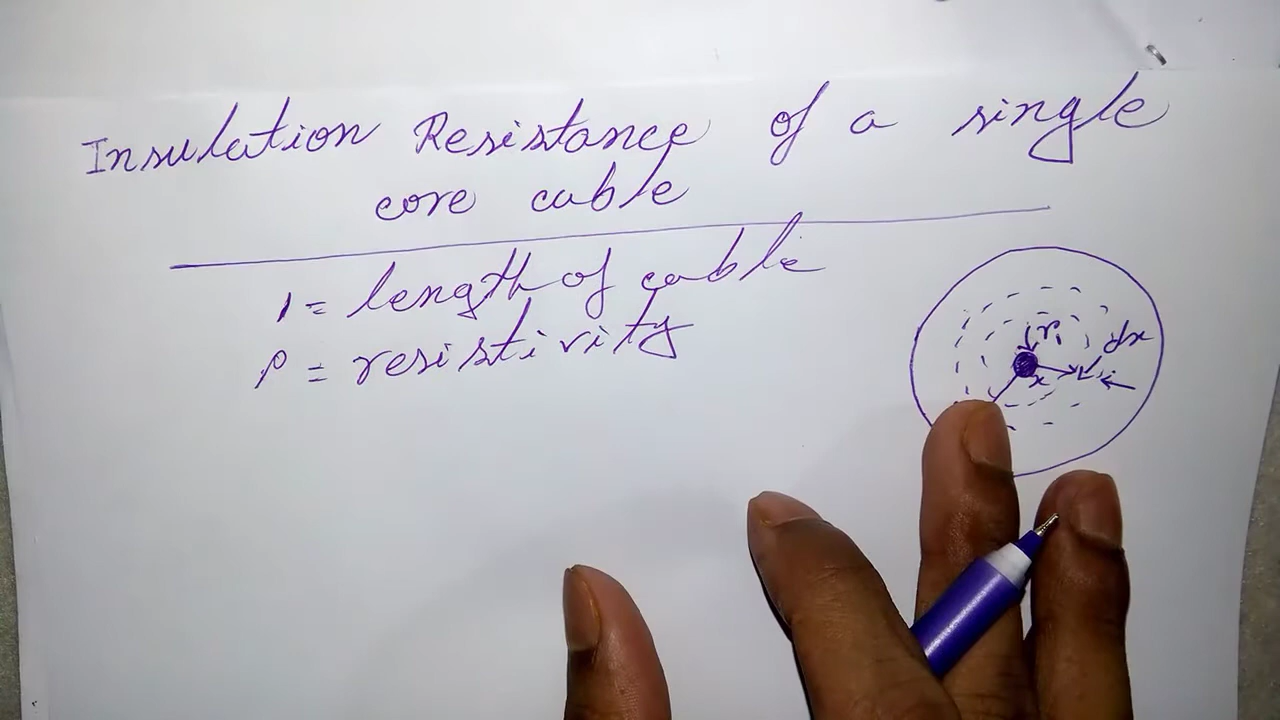 Insulation Resistance of a single
core cable
l = length of cable
ρ = resistivity
r₁
dx
x